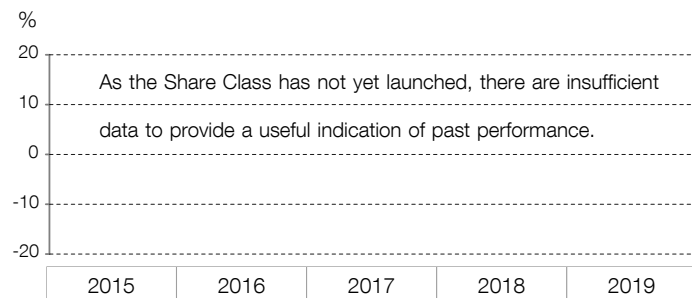 %
20
As the Share Class has not yet launched, there are insufficient
10
data to provide a useful indication of past performance.
0
-10
-20
2015 2016 2017 2018 2019